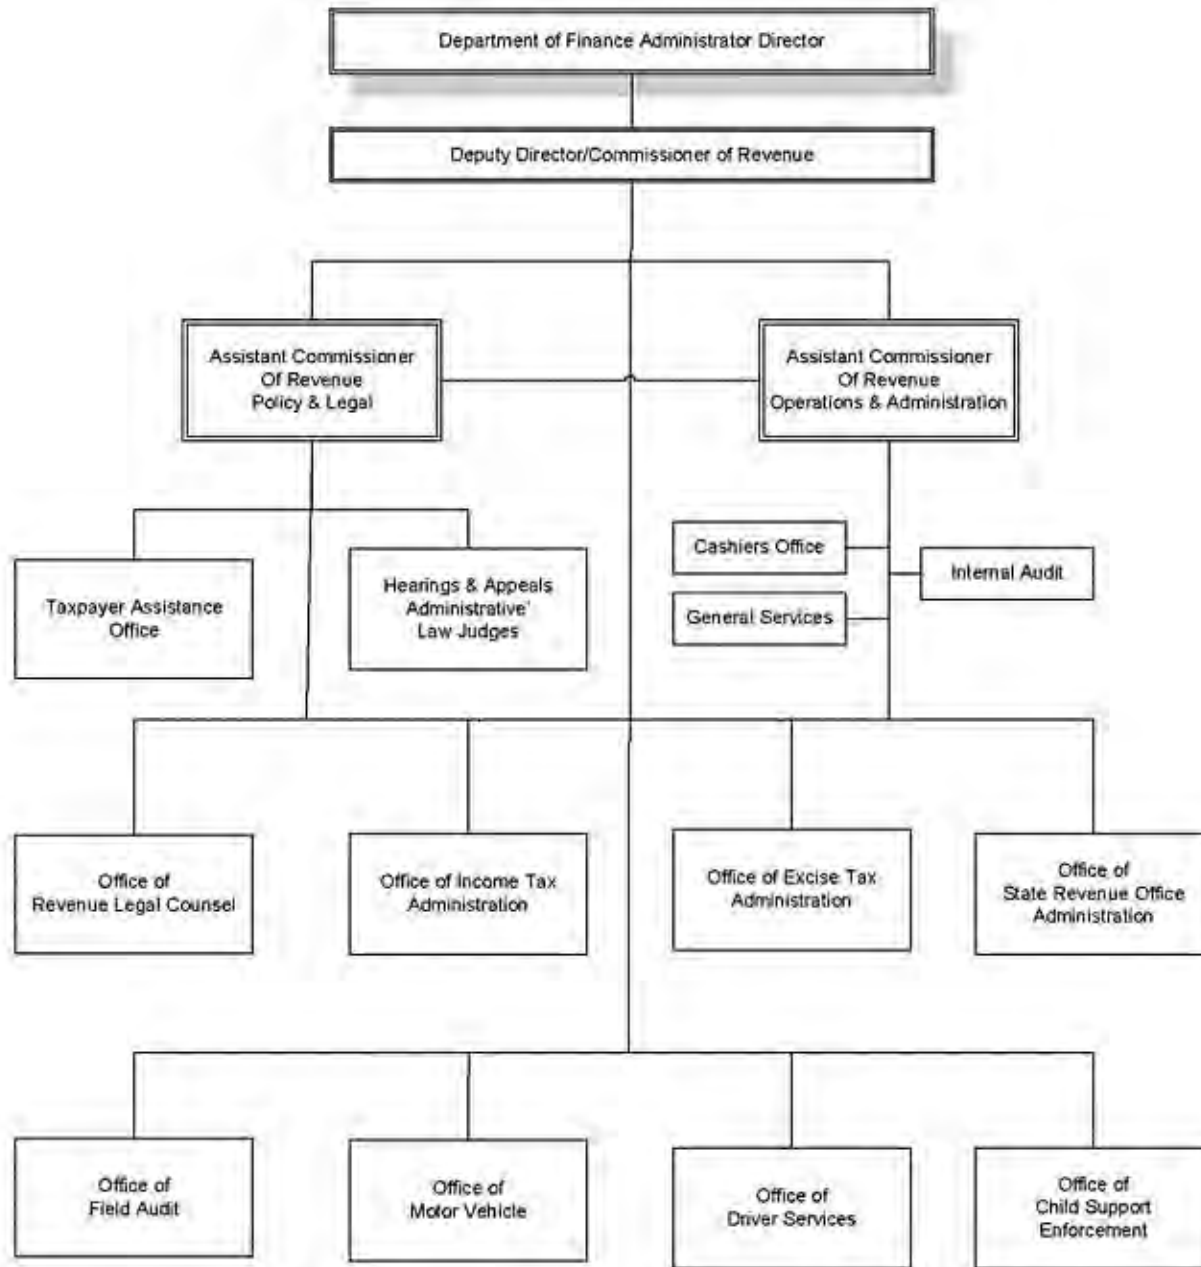 Department of Finance Administrator Director
Deputy Director/Commissioner of Revenue
Assistant Commissioner
Of Revenue
Policy & Legal
Assistant Commissioner
Of Revenue
Operations & Administration
Taxpayer Assistance
Office
Hearings & Appeals
Administrative'
Law Judges
Cashiers Office
Internal Audit
General Services
Office of
Revenue Legal Counsel
Office of Income Tax
Administration
Office of Excise Tax
Administration
Office of
State Revenue Office
Administration
Office of
Field Audit
Office of
Motor Vehicle
Office of
Driver Services
Office of
Child Support
Enforcement